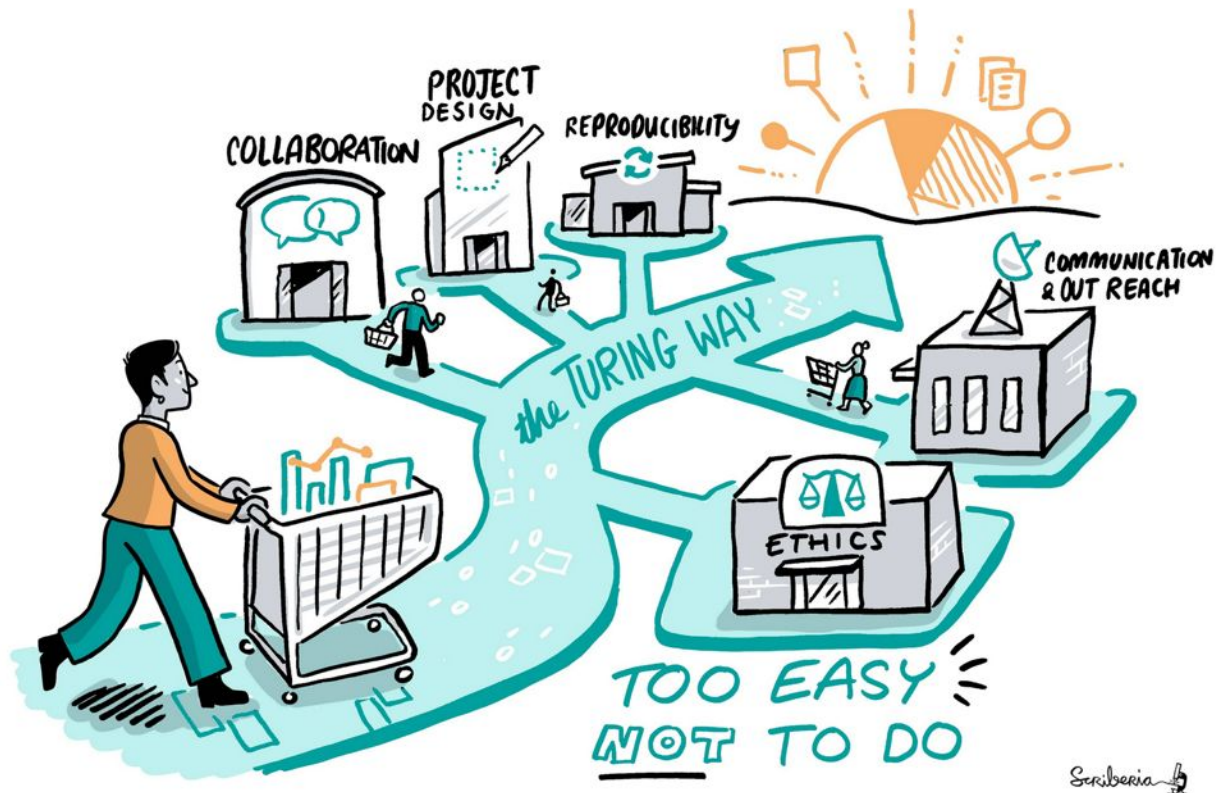 PROJECT
DESIGN
COLLABORATION
REPRODUCIBILITY
COMMUNICATION
& OUT REACH
the TURING WAY
ETHICS
TOO EASY
NOT TO DO
Scriberia